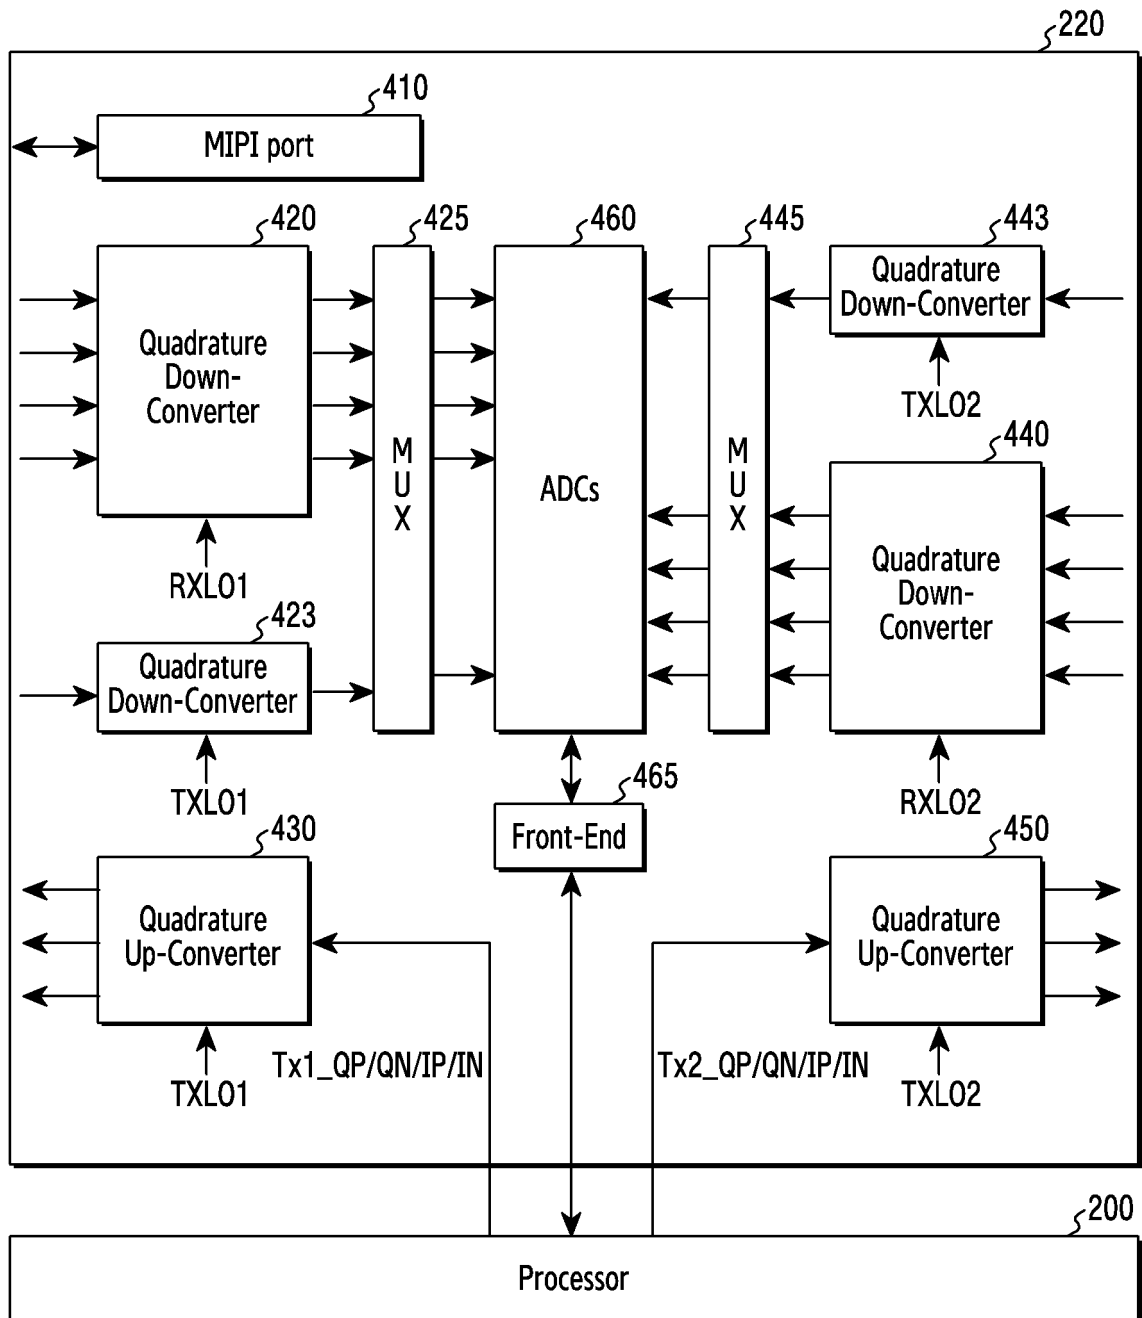 220
410
MIPI port
420
425
460
445
443
Quadrature
Down-Converter
Quadrature
Down-
Converter
TXLO2
440
M
U
X
ADCs
M
U
X
RXLO1
Quadrature
Down-
Converter
423
Quadrature
Down-Converter
TXLO1
465
RXLO2
430
Front-End
450
Quadrature
Up-Converter
Quadrature
Up-Converter
Tx1_QP/QN/IP/IN
Tx2_QP/QN/IP/IN
TXLO1
TXLO2
200
Processor